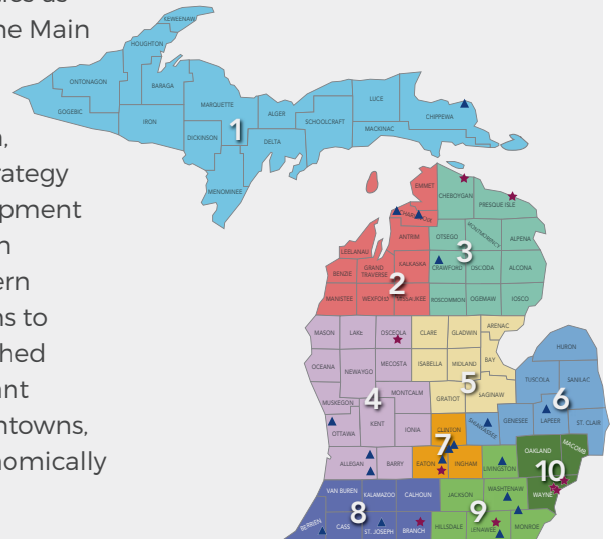 ne Main
rategy
opment
n
ern
ns to
hed
ant
ntowns,
nomically
KEWEENAW
HOUGHTON
ONTONAGON
BARAGA
GOGEBIC
IRON
MARQUETTE
1
ALGER
LUCE
SCHOOLCRAFT
CHIPPEWA
MACKINAC
DICKINSON
DELTA
MENOMINEE
EMMET
CHEBOYGAN
PRESQUE ISLE
ANTRIM
OTSEGO
MONTMORENCY
ALPENA
LEELANAU
3
BENZIE
GRAND
TRAVERSE
KALKASKA
CRAWFORD
OSCODA
ALCONA
2
MANISTEE
WEXFORD
ROSCOMMON
OGEMAW
IOSCO
MASON
LAKE
OSCEOLA
CLARE
GLADWIN
ARENAC
HURON
OCEANA
NEWAYGO
MECOSTA
ISABELLA
MIDLAND
BAY
5
TUSCOLA
SANILAC
4
MONTCALM
GRATIOT
SAGINAW
6
MUSKEGON
KENT
IONIA
CLINTON
SHIAWASSEE
GENESEE
LAPEER
ST. CLAIR
OTTAWA
7
ALLEGAN
BARRY
EATON
INGHAM
LIVINGSTON
OAKLAND
MACOMB
10
VAN BUREN
KALAMAZOO
CALHOUN
JACKSON
WASHTENAW
WAYNE
8
9
BERRIEN
CASS
ST. JOSEPH
BRANCH
HILLSDALE
LENAWEE
MONROE